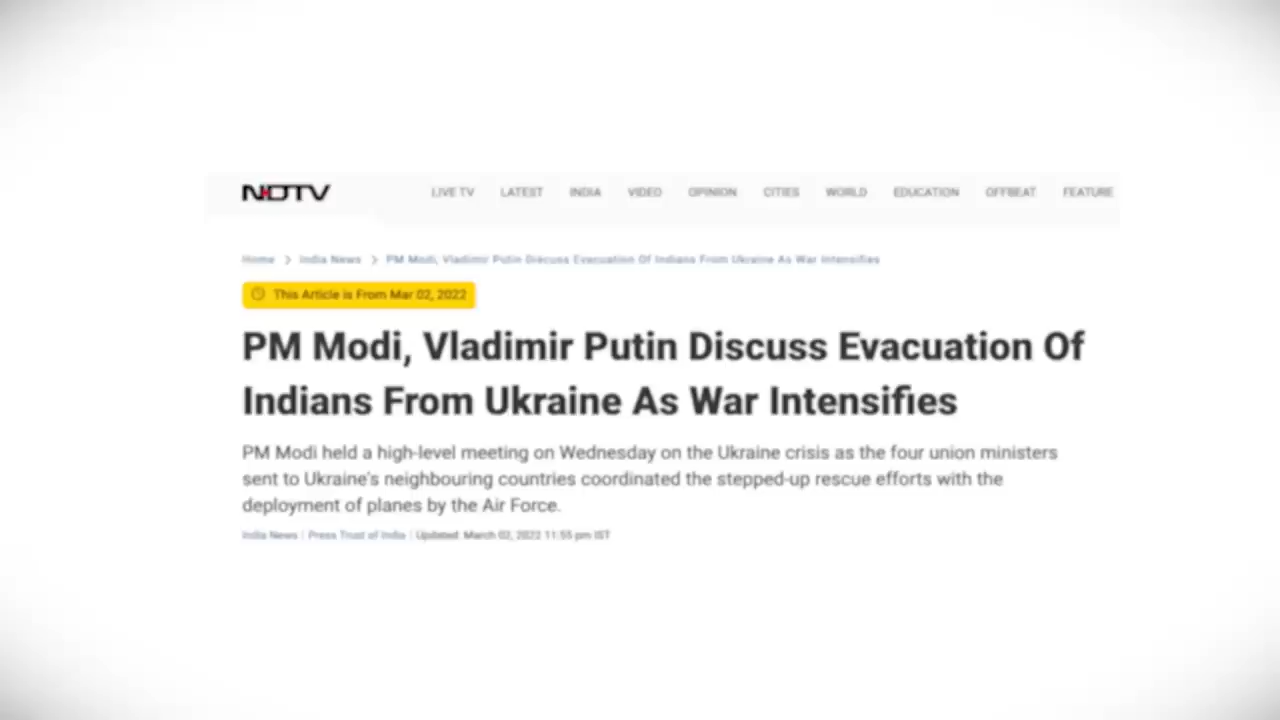 NDTV LIVE TV LATEST INDIA VIDEO OPINION CITIES WORLD EDUCATION OFFBEAT FEATURE
Home > India News > PM Modi, Vladimir Putin Discuss Evacuation Of Indians From Ukraine As War Intensifies
This Article is From Mar 02, 2022
PM Modi, Vladimir Putin Discuss Evacuation Of
Indians From Ukraine As War Intensifies
PM Modi held a high-level meeting on Wednesday on the Ukraine crisis as the four union ministers
sent to Ukraine's neighbouring countries coordinated the stepped-up rescue efforts with the
deployment of planes by the Air Force.
India News | Press Trust of India | Updated: March 02, 2022 11:55 pm IST